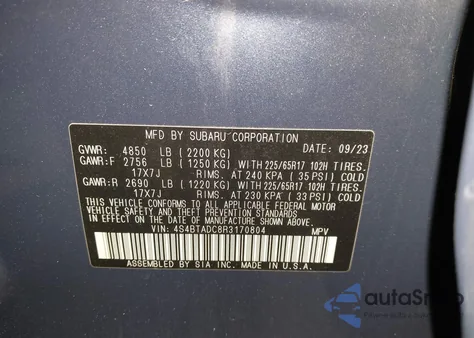 MFD BY SUBARU CORPORATION DATE: 09/23
GVWR: 4850 LB (2200 KG)
GAWR:F 2756 LB (1250 KG) WITH 225/65R17 102H TIRES.
17X7J RIMS. AT 240 KPA (35 PSI) COLD
GAWR:R 2690 LB (1220 KG) WITH 225/65R17 102H TIRES.
17X7J RIMS. AT 230 KPA (33 PSI) COLD
THIS VEHICLE CONFORMS TO ALL APPLICABLE FEDERAL MOTOR
VEHICLE SAFETY, BUMPER, AND THEFT PREVENTION
STANDARDS IN EFFECT ON THE DATE OF MANUFACTURE
SHOWN ABOVE.
VIN: 4S4BTADC8R3170804 MPV
ASSEMBLED BY SIA INC. MADE IN U.S.A.